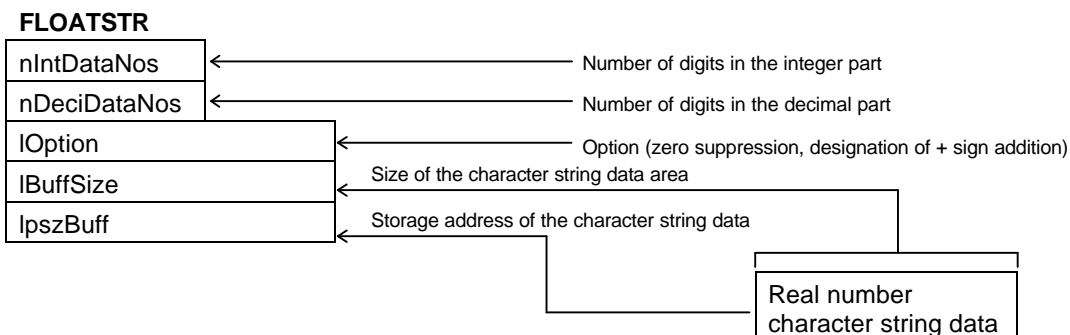 FLOATSTR
nIntDataNos
Number of digits in the integer part
nDeciDataNos
Number of digits in the decimal part
lOption
Option (zero suppression, designation of + sign addition)
lBuffSize
Size of the character string data area
lpszBuff
Storage address of the character string data
Real number
character string data